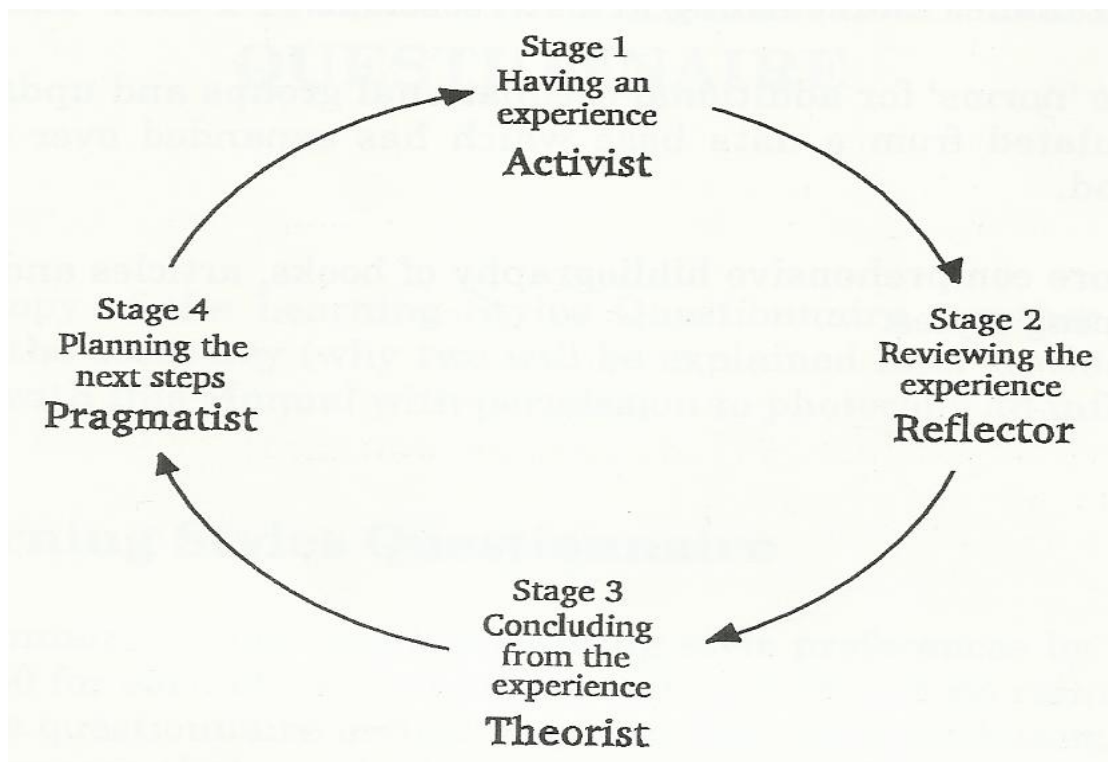 Stage 1
Having an
experience
Activist
Stage 2
Reviewing the
experience
Reflector
Stage 3
Concluding
from the
experience
Theorist
Stage 4
Planning the
next steps
Pragmatist